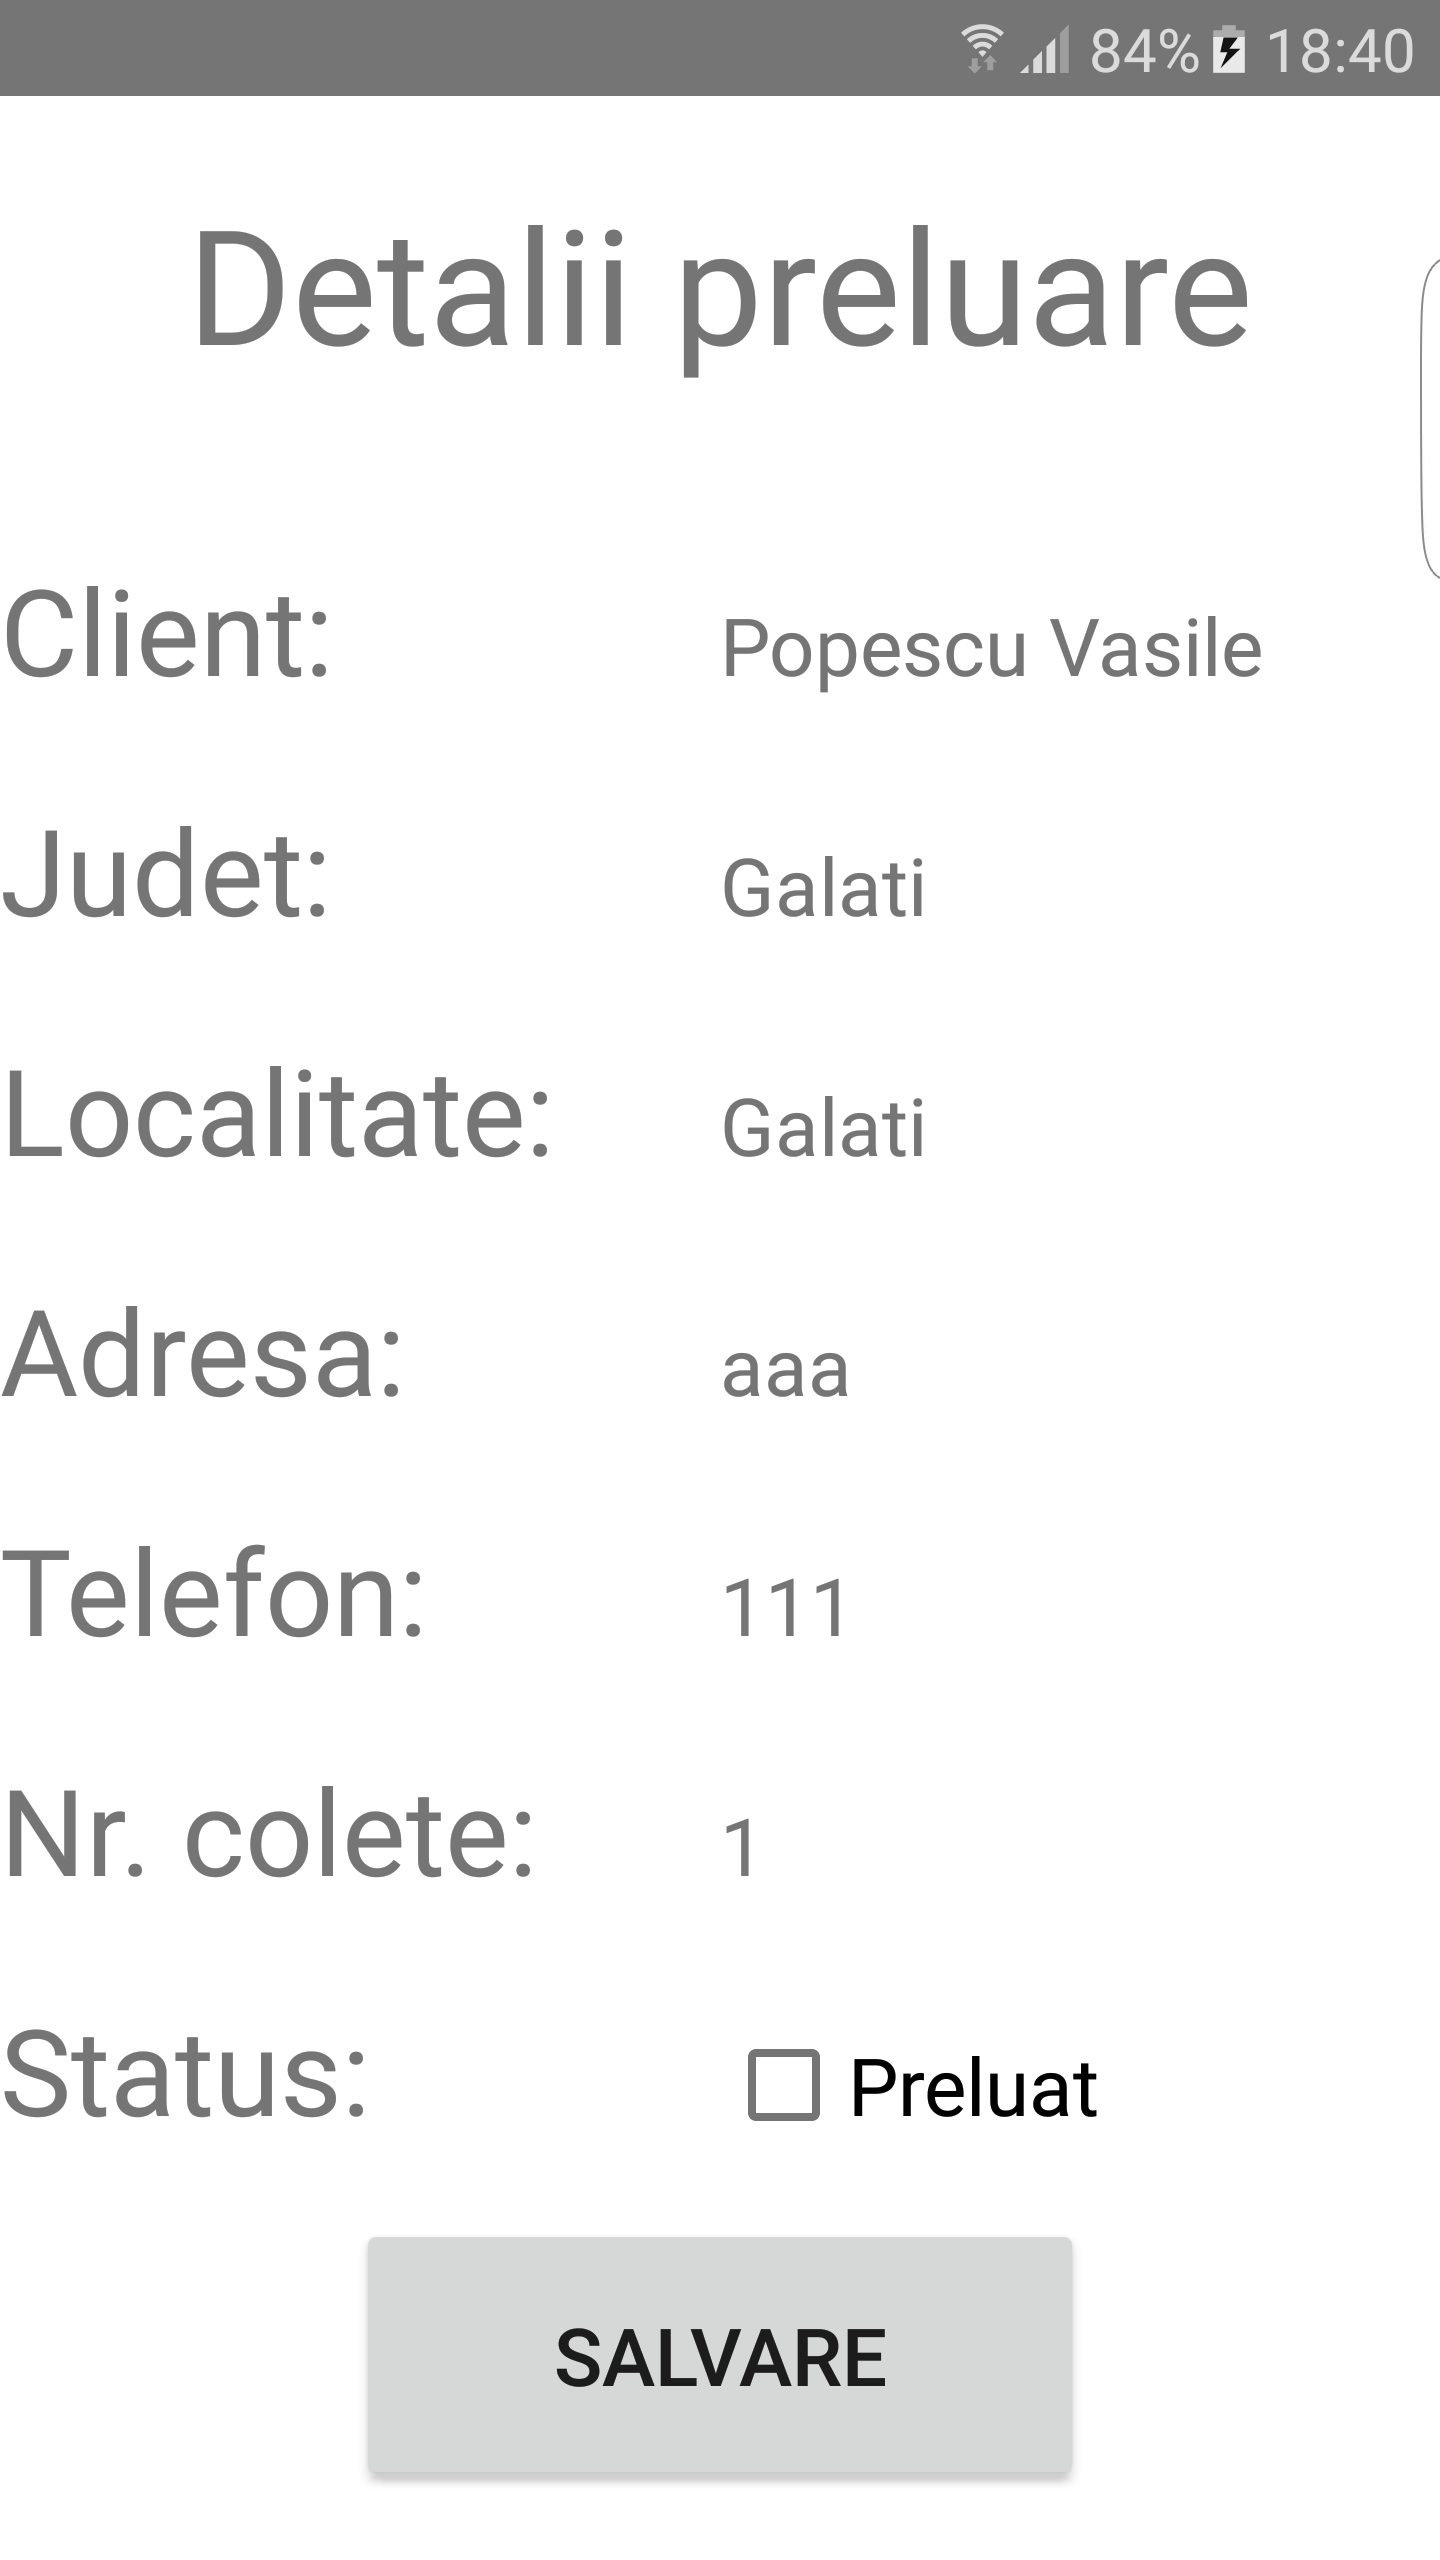 84% 18:40
Detalii preluare
Client: Popescu Vasile
Judet: Galati
Localitate: Galati
Adresa: aaa
Telefon: 111
Nr. colete: 1
Status: Preluat
SALVARE